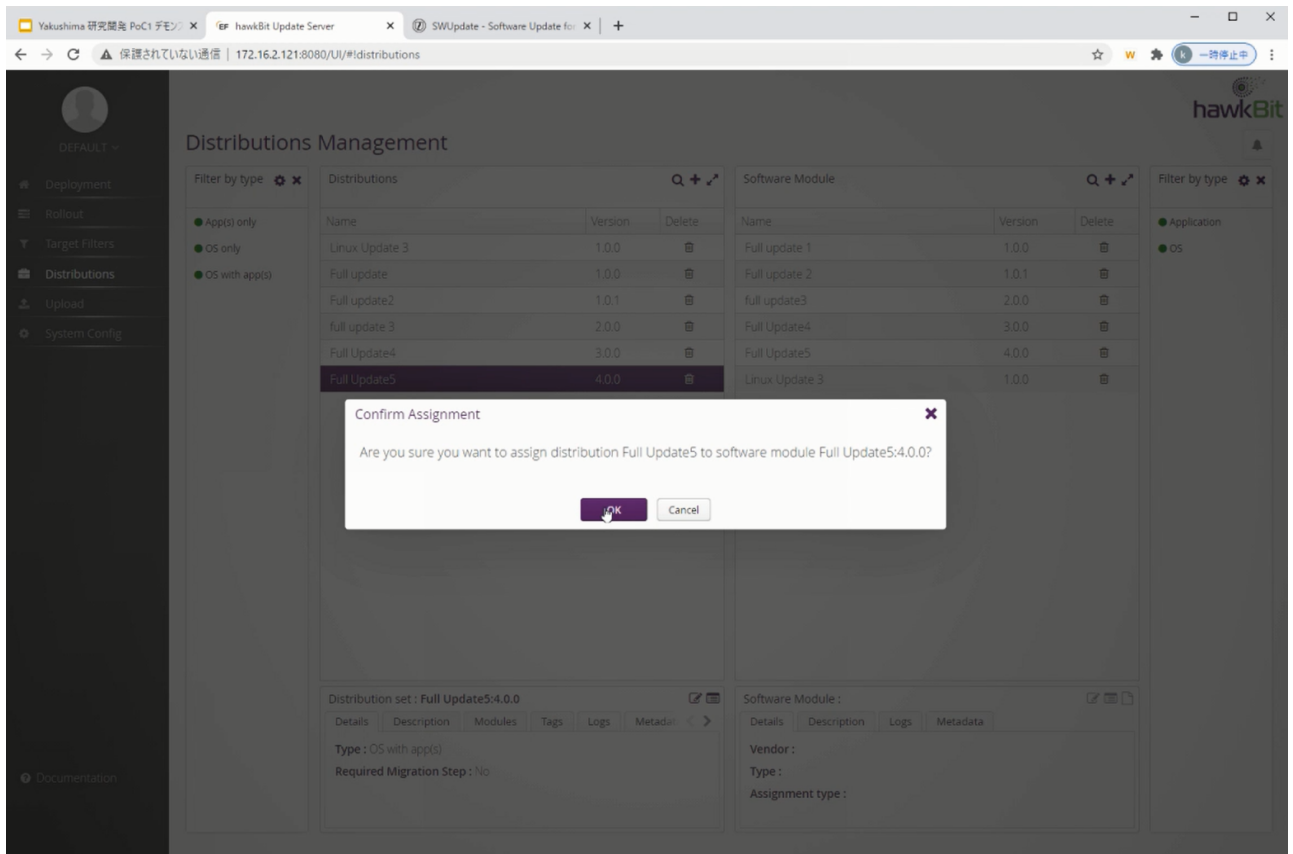 Yakushima 研究開発 PoC1 デモン
hawkBit Update Server
SWUpdate - Software Update for
保護されていない通信 | 172.16.2.121:8080/UI/#!distributions
W
k 一時停止中
hawkBit
DEFAULT
Distributions Management
Deployment
Rollout
Target Filters
Distributions
Upload
System Config
Documentation
Filter by type
App(s) only
OS only
OS with app(s)
Distributions
Name Version Delete
Linux Update 3 1.0.0
Full update 1.0.0
Full update2 1.0.1
full update 3 2.0.0
Full Update4 3.0.0
Full Update5 4.0.0
Software Module
Name Version Delete
Full update 1 1.0.0
Full update 2 1.0.1
full update3 2.0.0
Full Update4 3.0.0
Full Update5 4.0.0
Linux Update 3 1.0.0
Filter by type
Application
OS
Confirm Assignment
Are you sure you want to assign distribution Full Update5 to software module Full Update5:4.0.0?
OK Cancel
Distribution set : Full Update5:4.0.0
Details Description Modules Tags Logs Metadat
Type : OS with app(s)
Required Migration Step : No
Software Module :
Details Description Logs Metadata
Vendor :
Type :
Assignment type :